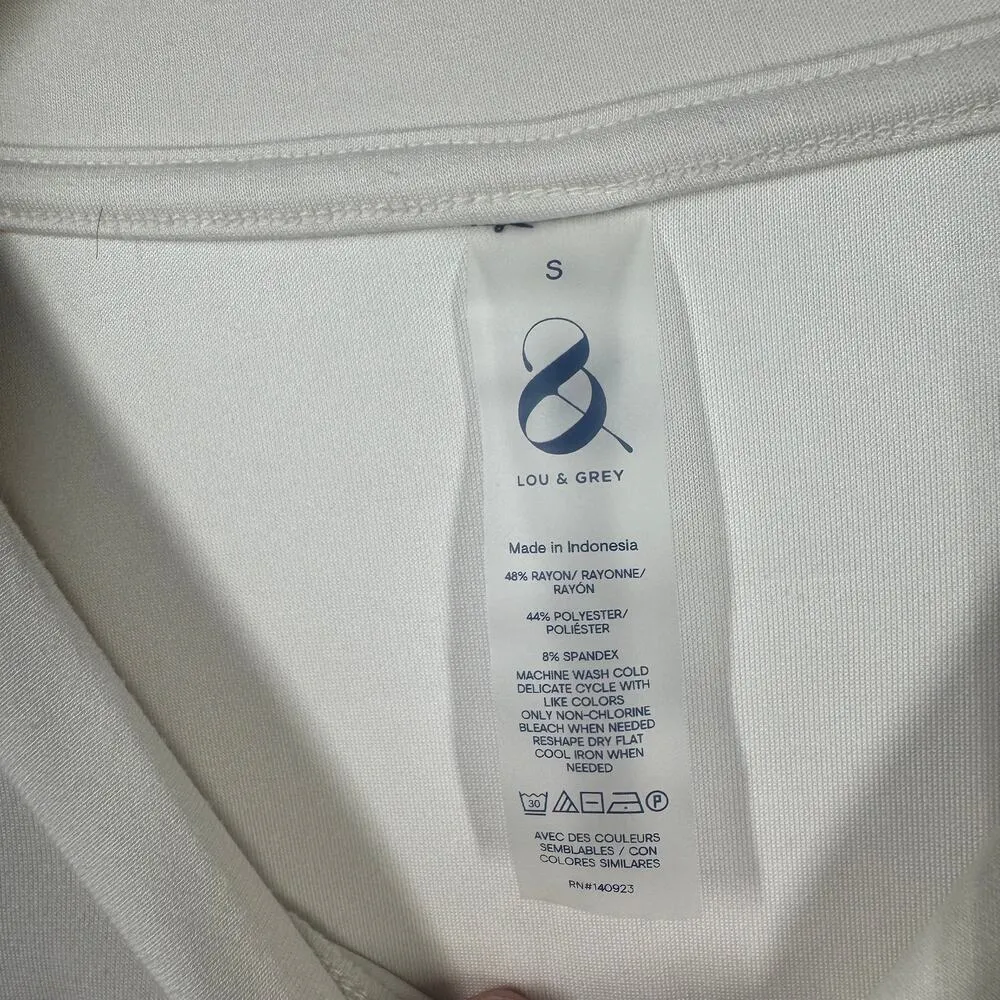 S
&
LOU & GREY
Made in Indonesia
48% RAYON/ RAYONNE/
RAYÓN
44% POLYESTER/
POLIÉSTER
8% SPANDEX
MACHINE WASH COLD
DELICATE CYCLE WITH
LIKE COLORS
ONLY NON-CHLORINE
BLEACH WHEN NEEDED
RESHAPE DRY FLAT
COOL IRON WHEN
NEEDED
30 P
AVEC DES COULEURS
SEMBLABLES / CON
COLORES SIMILARES
RN#140923